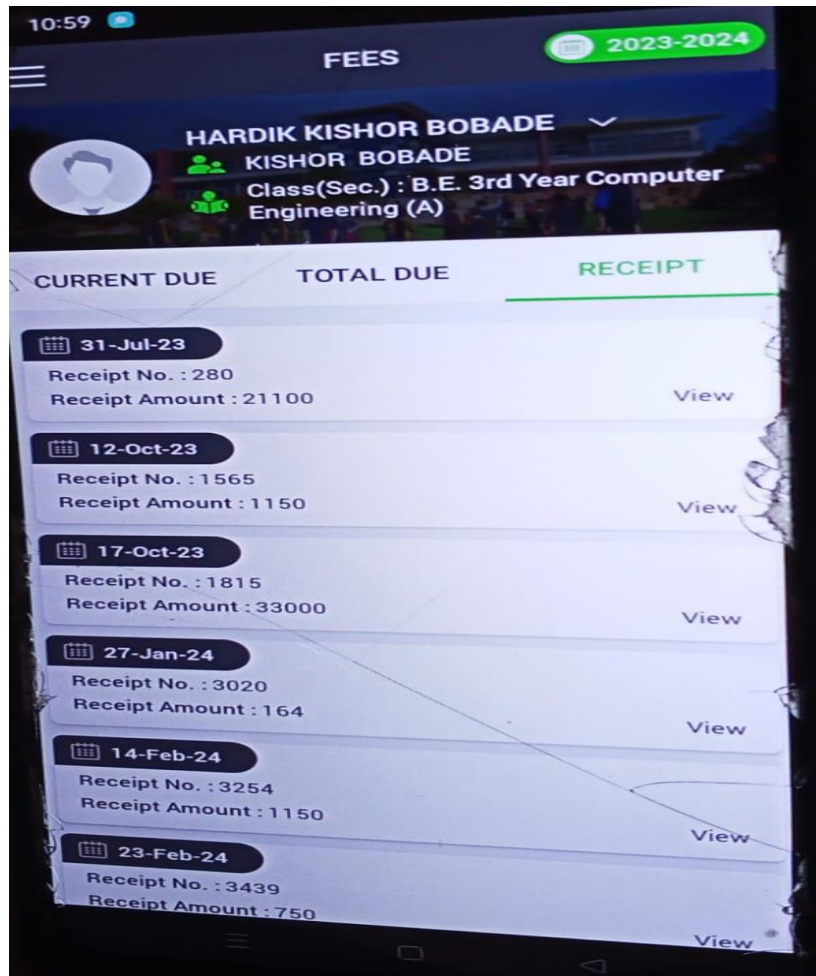 10:59
FEES
2023-2024
HARDIK KISHOR BOBADE
KISHOR BOBADE
Class(Sec.) : B.E. 3rd Year Computer
Engineering (A)
CURRENT DUE TOTAL DUE RECEIPT
31-Jul-23
Receipt No. : 280
Receipt Amount : 21100
View
12-Oct-23
Receipt No. : 1565
Receipt Amount : 1150
View
17-Oct-23
Receipt No. : 1815
Receipt Amount : 33000
View
27-Jan-24
Receipt No. : 3020
Receipt Amount : 164
View
14-Feb-24
Receipt No. : 3254
Receipt Amount : 1150
View
23-Feb-24
Receipt No. : 3439
Receipt Amount : 750
View